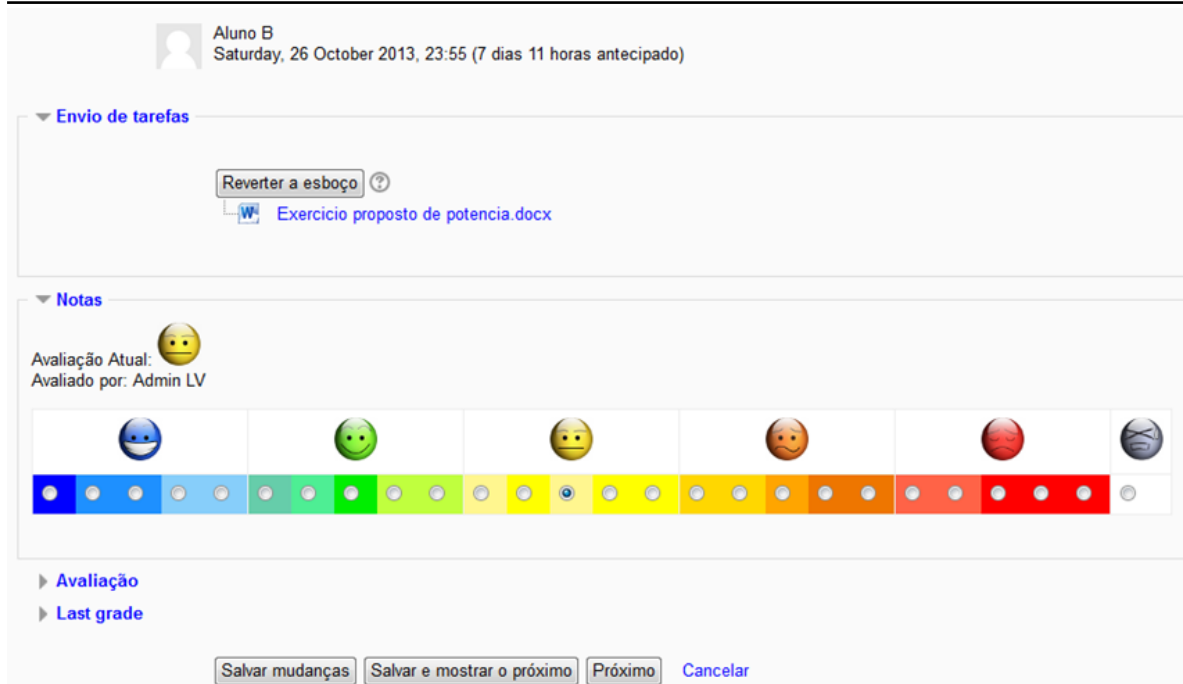 Aluno B
Saturday, 26 October 2013, 23:55 (7 dias 11 horas antecipado)
Envio de tarefas
Reverter a esboço ?
Exercicio proposto de potencia.docx
Notas
Avaliação Atual:
Avaliado por: Admin LV
Avaliação
Last grade
Salvar mudanças Salvar e mostrar o próximo Próximo Cancelar